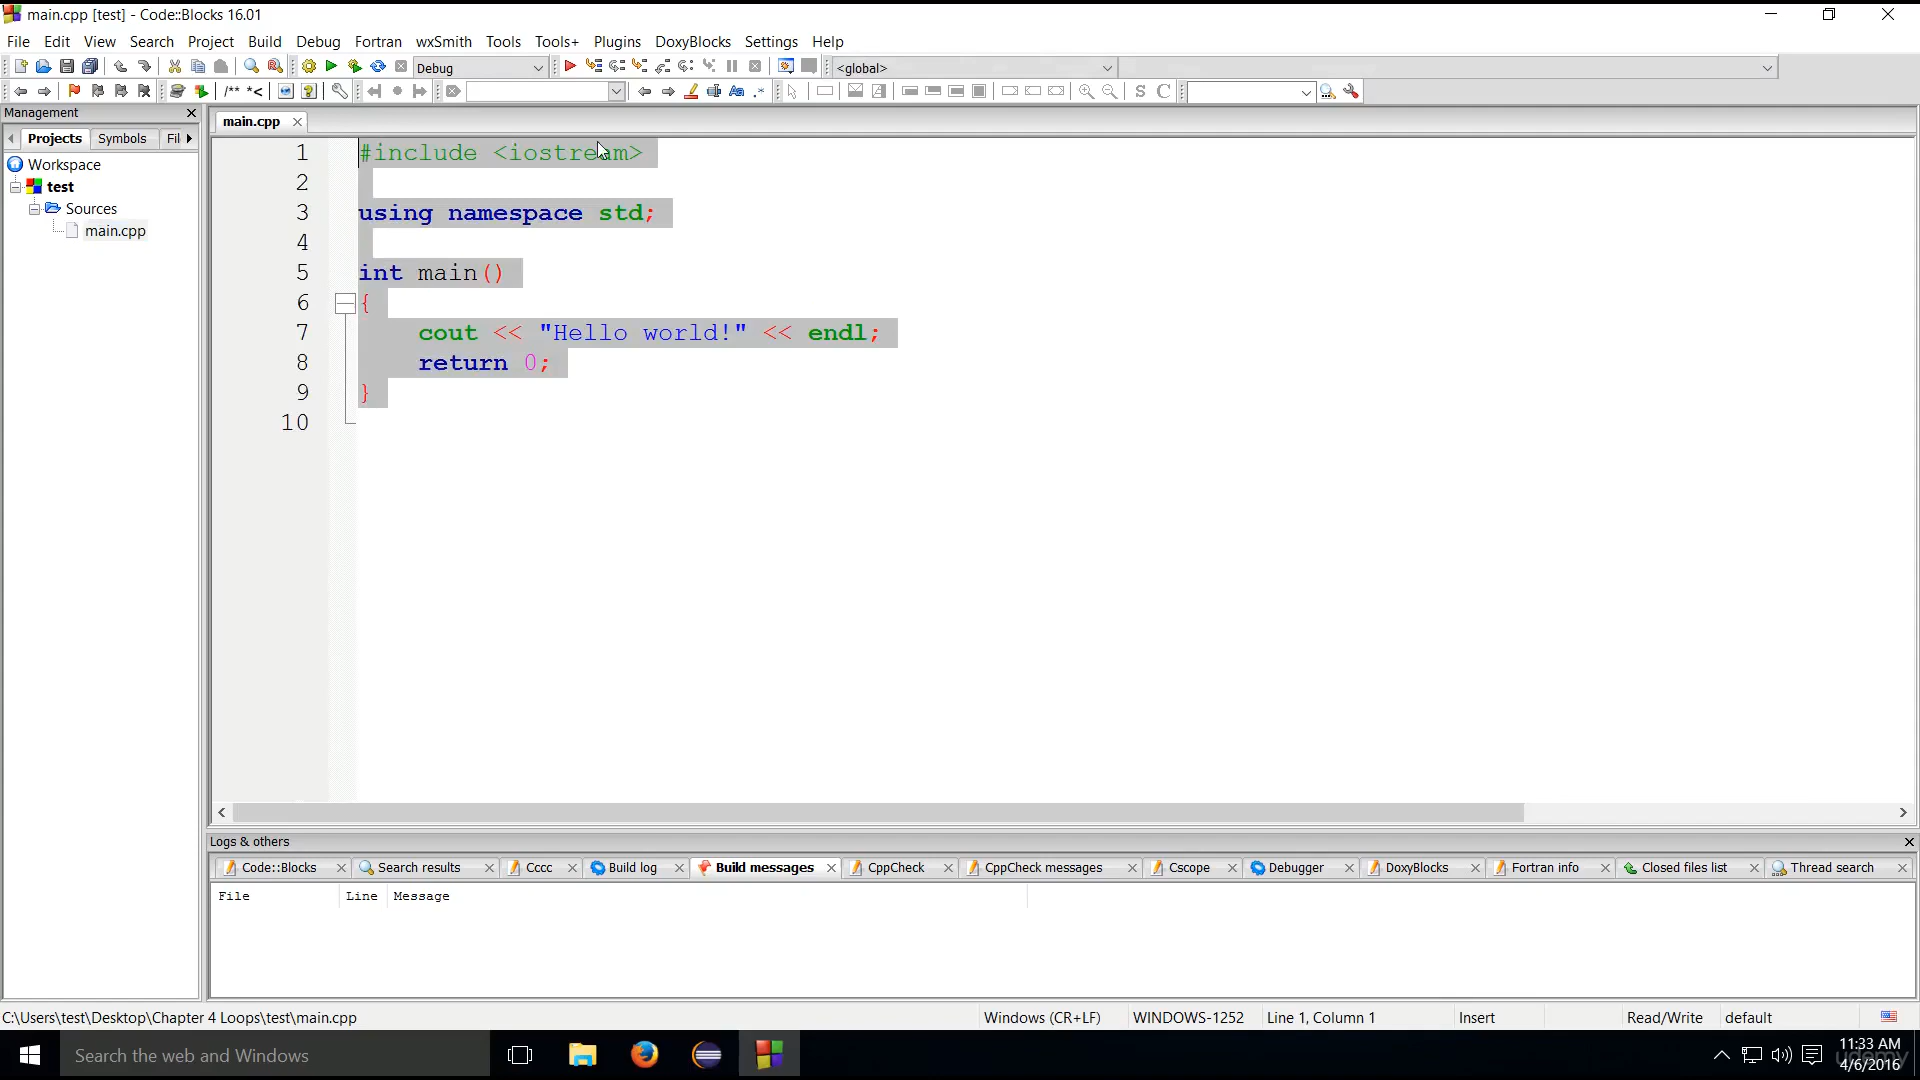 main.cpp [test] - Code::Blocks 16.01
File Edit View Search Project Build Debug Fortran wxSmith Tools Tools+ Plugins DoxyBlocks Settings Help
Debug <global>
/** *< Aa .* S C
Management
Projects Symbols Fil
main.cpp
Workspace
test
Sources
main.cpp
1 #include <iostream>
2
3 using namespace std;
4
5 int main()
6 {
7 cout << "Hello world!" << endl;
8 return 0;
9 }
10
Logs & others
Code::Blocks Search results Cccc Build log Build messages CppCheck CppCheck messages Cscope Debugger DoxyBlocks Fortran info Closed files list Thread search
File Line Message
C:\Users\test\Desktop\Chapter 4 Loops\test\main.cpp Windows (CR+LF) WINDOWS-1252 Line 1, Column 1 Insert Read/Write default
Search the web and Windows
11:33 AM
4/6/2016
udemy